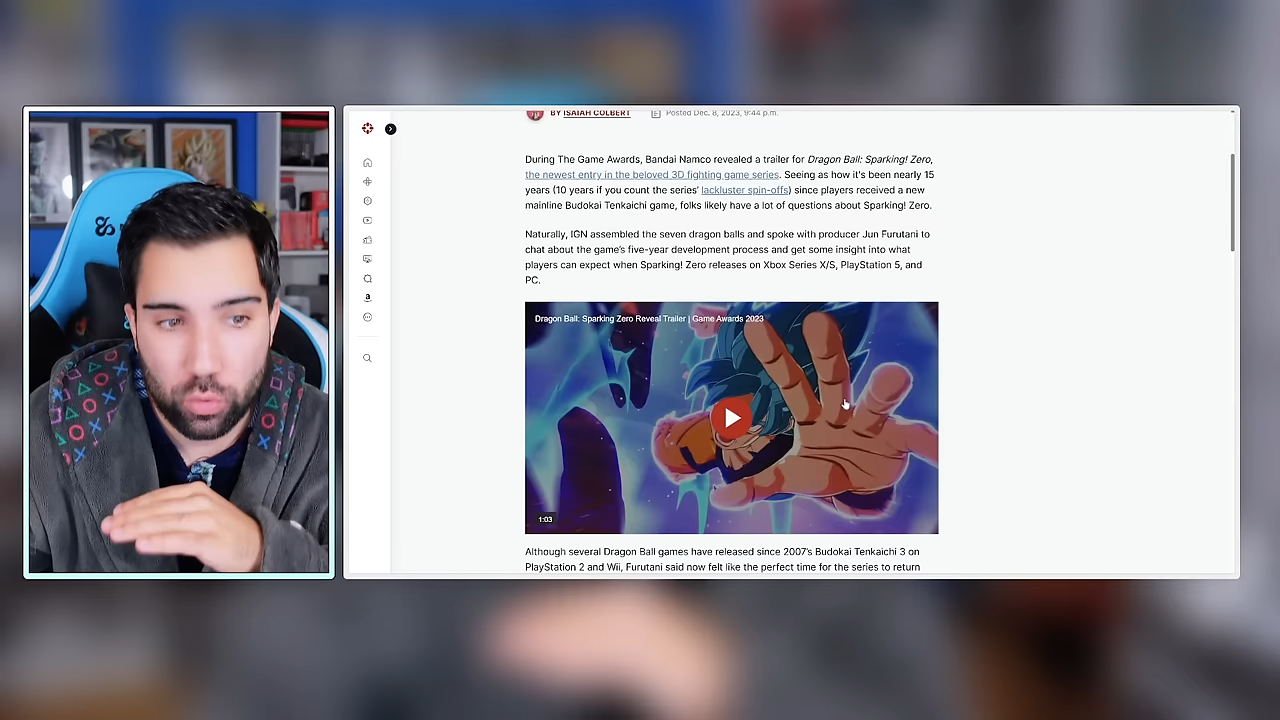 BY ISAIAH COLBERT
Posted Dec. 8, 2023, 9:44 p.m.
During The Game Awards, Bandai Namco revealed a trailer for Dragon Ball: Sparking! Zero,
the newest entry in the beloved 3D fighting game series. Seeing as how it's been nearly 15
years (10 years if you count the series' lackluster spin-offs) since players received a new
mainline Budokai Tenkaichi game, folks likely have a lot of questions about Sparking! Zero.
Naturally, IGN assembled the seven dragon balls and spoke with producer Jun Furutani to
chat about the game's five-year development process and get some insight into what
players can expect when Sparking! Zero releases on Xbox Series X/S, PlayStation 5, and
PC.
Dragon Ball: Sparking Zero Reveal Trailer | Game Awards 2023
1:03
Although several Dragon Ball games have released since 2007's Budokai Tenkaichi 3 on
PlayStation 2 and Wii, Furutani said now felt like the perfect time for the series to return